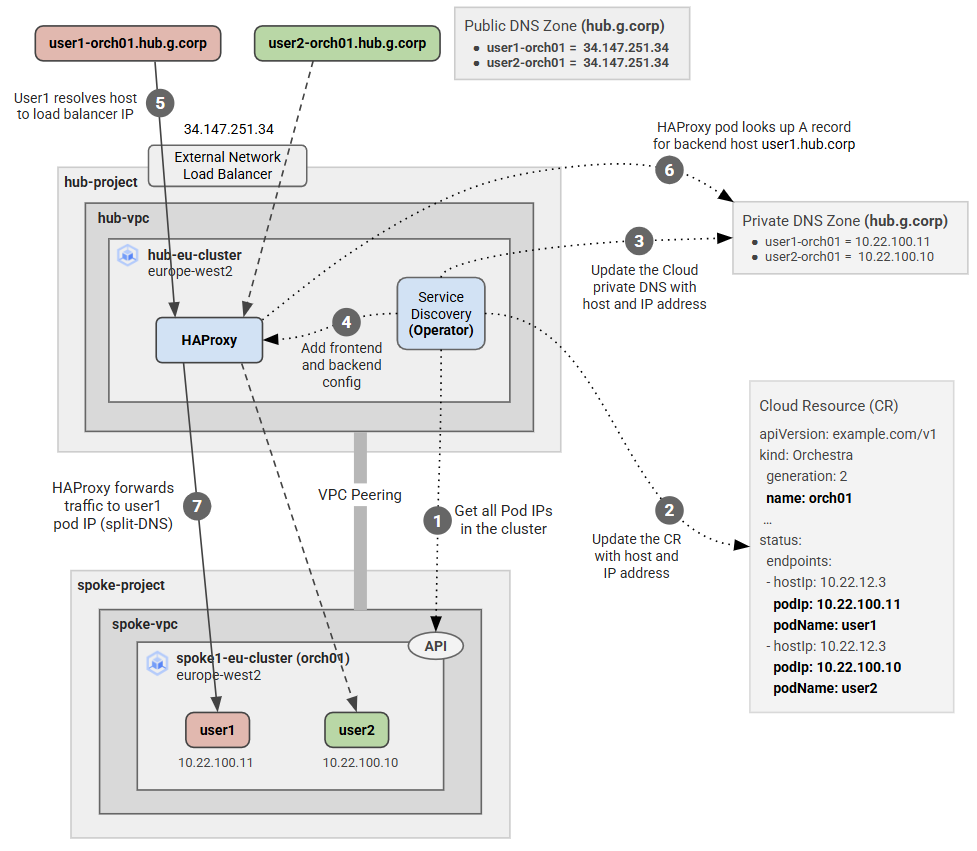 user1-orch01.hub.g.corp
user2-orch01.hub.g.corp
Public DNS Zone (hub.g.corp)
• user1-orch01 = 34.147.251.34
• user2-orch01 = 34.147.251.34
User1 resolves host
to load balancer IP
5
34.147.251.34
External Network
Load Balancer
HAProxy pod looks up A record
for backend host user1.hub.corp
6
hub-project
hub-vpc
hub-eu-cluster
europe-west2
Private DNS Zone (hub.g.corp)
• user1-orch01 = 10.22.100.11
• user2-orch01 = 10.22.100.10
3
Update the Cloud
private DNS with
host and IP address
Service
Discovery
(Operator)
HAProxy
4
Add frontend
and backend
config
Cloud Resource (CR)
apiVersion: example.com/v1
kind: Orchestra
generation: 2
name: orch01
...
status:
endpoints:
- hostIp: 10.22.12.3
podIp: 10.22.100.11
podName: user1
- hostIp: 10.22.12.3
podIp: 10.22.100.10
podName: user2
HAProxy forwards
traffic to user1
pod IP (split-DNS)
7
VPC Peering
1
Get all Pod IPs
in the cluster
2
Update the CR
with host and
IP address
spoke-project
spoke-vpc
API
spoke1-eu-cluster (orch01)
europe-west2
user1
10.22.100.11
user2
10.22.100.10